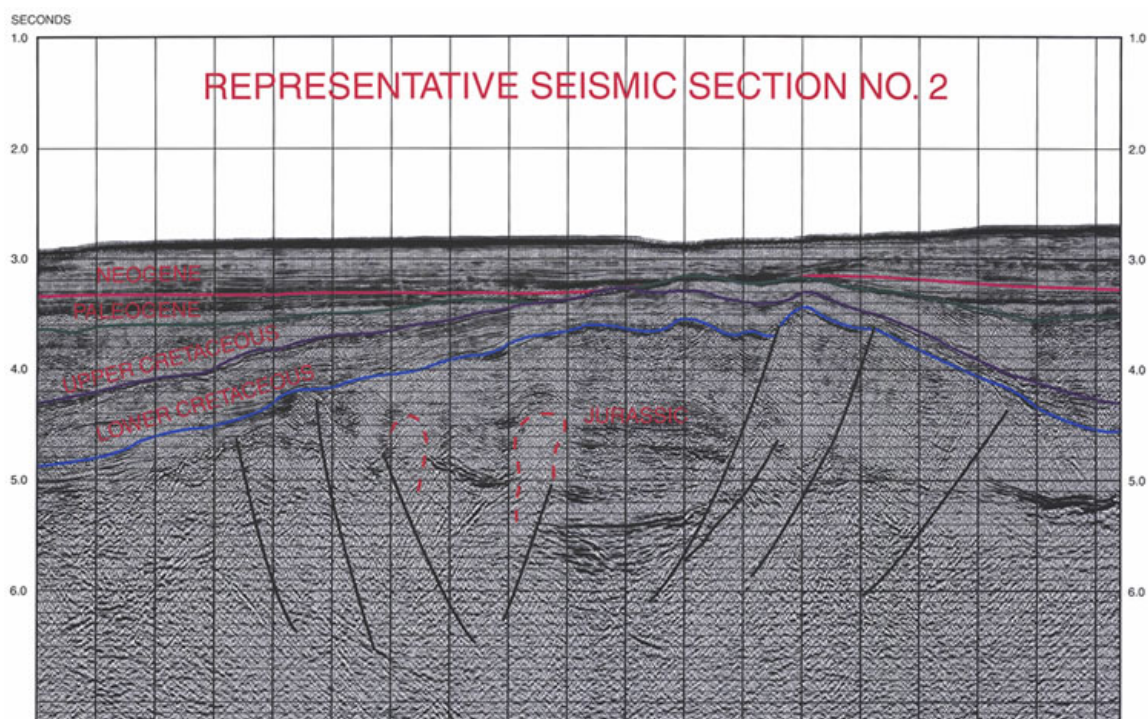 SECONDS
1.0 1.0
REPRESENTATIVE SEISMIC SECTION NO. 2
2.0 2.0
3.0 3.0
NEOGENE
PALEOGENE
UPPER CRETACEOUS
4.0 4.0
LOWER CRETACEOUS
JURASSIC
5.0 5.0
6.0 6.0